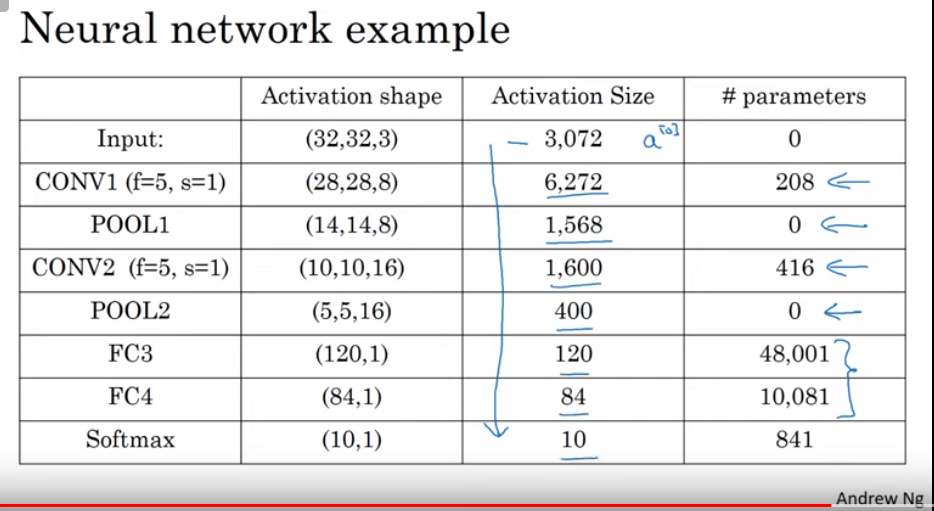 Neural network example
Activation shape Activation Size # parameters
Input: (32,32,3) – 3,072 a[0] 0
CONV1 (f=5, s=1) (28,28,8) 6,272 208 ←
POOL1 (14,14,8) 1,568 0 ←
CONV2 (f=5, s=1) (10,10,16) 1,600 416 ←
POOL2 (5,5,16) 400 0 ←
FC3 (120,1) 120 48,001
FC4 (84,1) 84 10,081
Softmax (10,1) 10 841
Andrew Ng